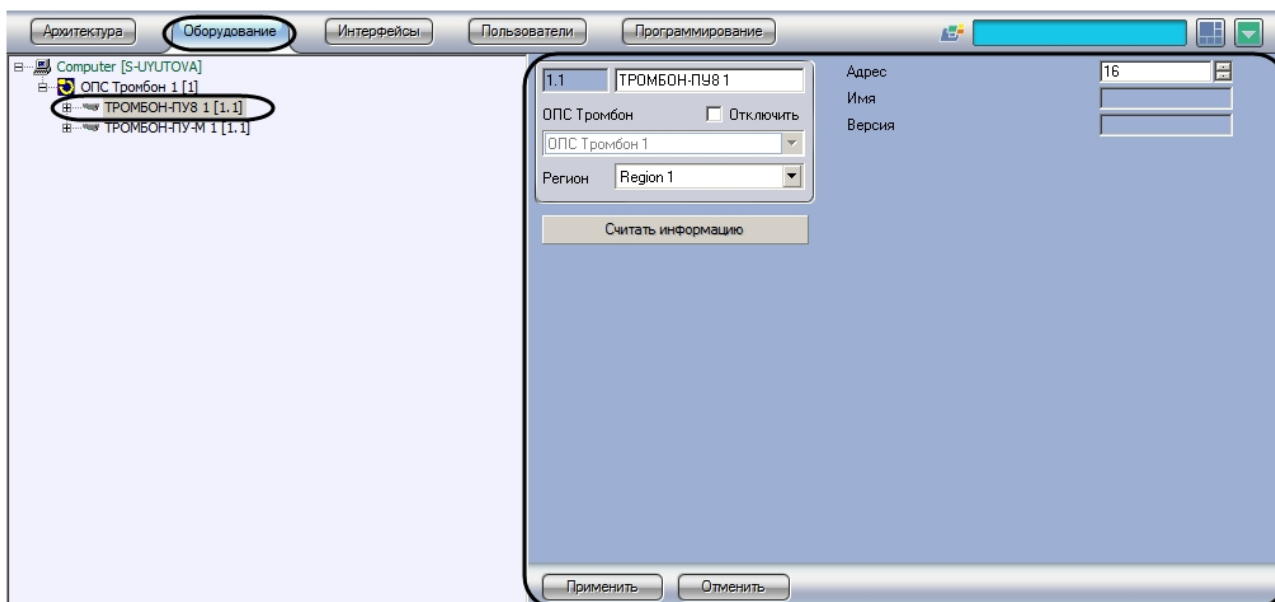 Архитектура Оборудование Интерфейсы Пользователи Программирование
Computer [S-UYUTOVA]
ОПС Тромбон 1 [1]
ТРОМБОН-ПУ8 1 [1.1]
ТРОМБОН-ПУ-М 1 [1.1]
1.1 ТРОМБОН-ПУ8 1
ОПС Тромбон Отключить
ОПС Тромбон 1
Регион Region 1
Считать информацию
Адрес 16
Имя
Версия
Применить Отменить